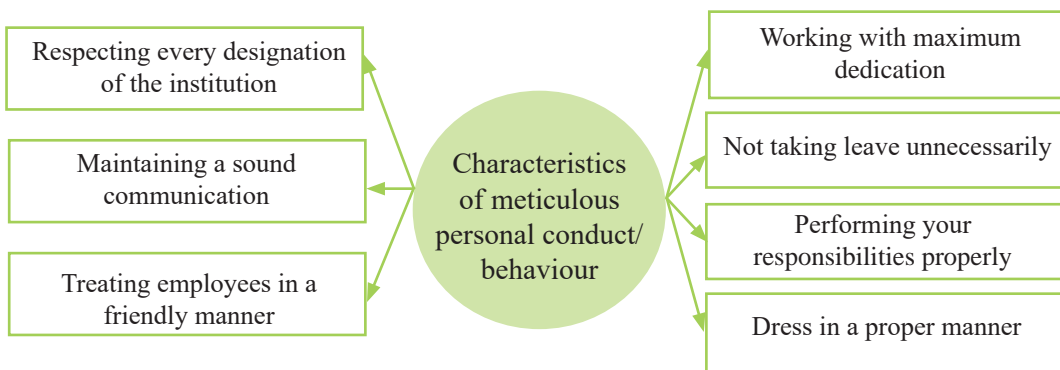 Respecting every designation
of the institution
Maintaining a sound
communication
Treating employees in a
friendly manner
Characteristics
of meticulous
personal conduct/
behaviour
Working with maximum
dedication
Not taking leave unnecessarily
Performing your
responsibilities properly
Dress in a proper manner